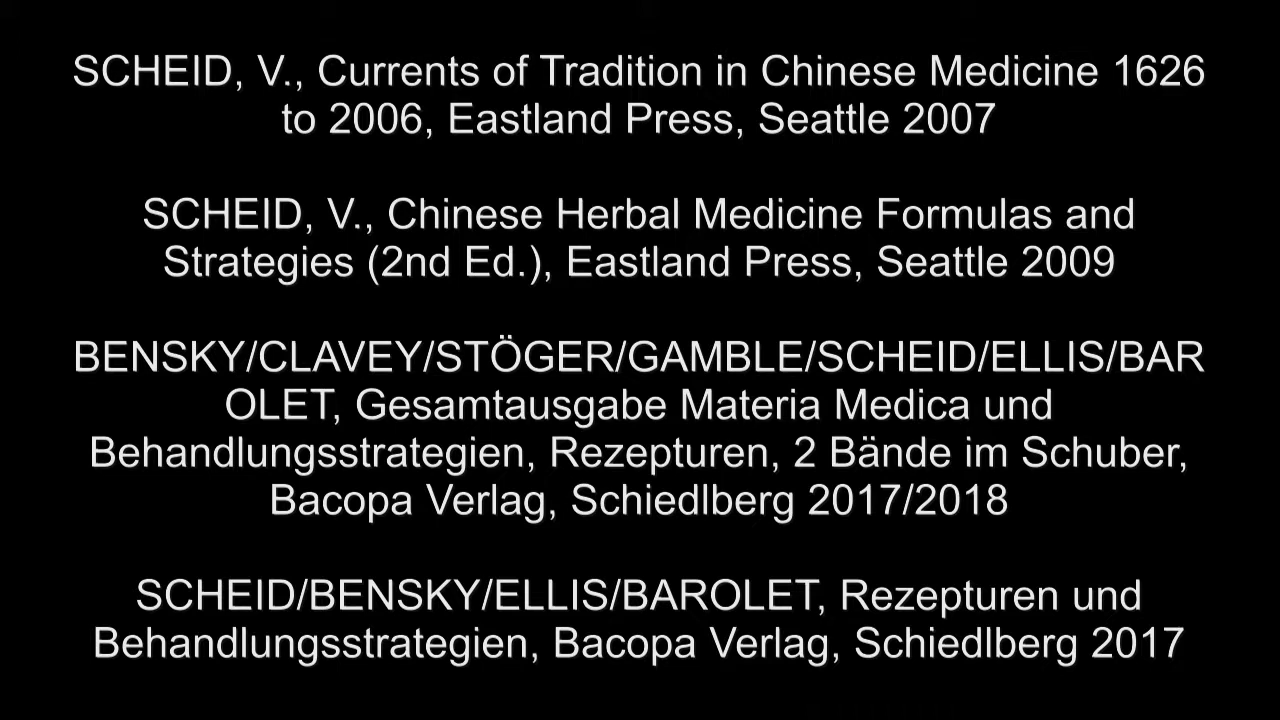 SCHEID, V., Currents of Tradition in Chinese Medicine 1626
to 2006, Eastland Press, Seattle 2007
SCHEID, V., Chinese Herbal Medicine Formulas and
Strategies (2nd Ed.), Eastland Press, Seattle 2009
BENSKY/CLAVEY/STÖGER/GAMBLE/SCHEID/ELLIS/BAR
OLET, Gesamtausgabe Materia Medica und
Behandlungsstrategien, Rezepturen, 2 Bände im Schuber,
Bacopa Verlag, Schiedlberg 2017/2018
SCHEID/BENSKY/ELLIS/BAROLET, Rezepturen und
Behandlungsstrategien, Bacopa Verlag, Schiedlberg 2017